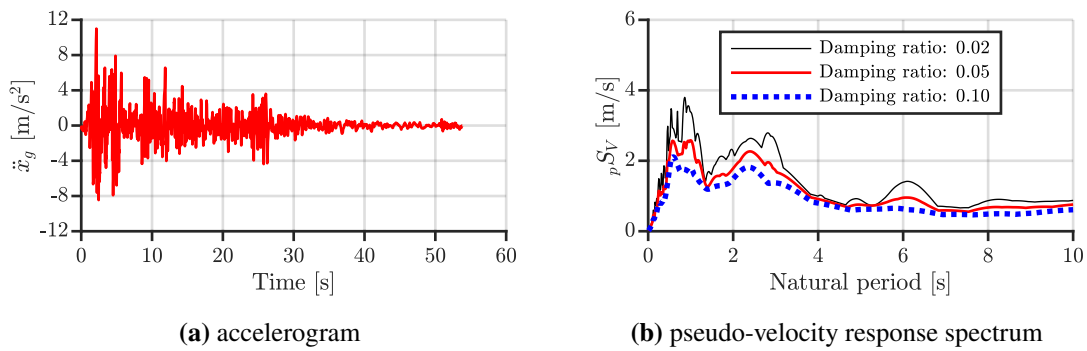 12
8
4
0
-4
-8
-12
ẍ_g [m/s²]
0 10 20 30 40 50 60
Time [s]
(a) accelerogram
6
4
2
0
pS_V [m/s]
Damping ratio: 0.02
Damping ratio: 0.05
Damping ratio: 0.10
0 2 4 6 8 10
Natural period [s]
(b) pseudo-velocity response spectrum